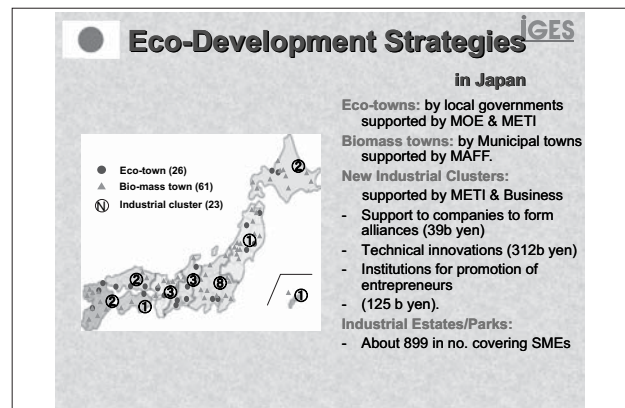 Eco-Development Strategies
iGES
in Japan
Eco-towns: by local governments
supported by MOE & METI
Biomass towns: by Municipal towns
supported by MAFF.
New Industrial Clusters:
supported by METI & Business
- Support to companies to form
alliances (39b yen)
- Technical innovations (312b yen)
- Institutions for promotion of
entrepreneurs
- (125 b yen).
Industrial Estates/Parks:
- About 899 in no. covering SMEs
Eco-town (26)
Bio-mass town (61)
N Industrial cluster (23)
2
1
2
3
8
3
2
1
1